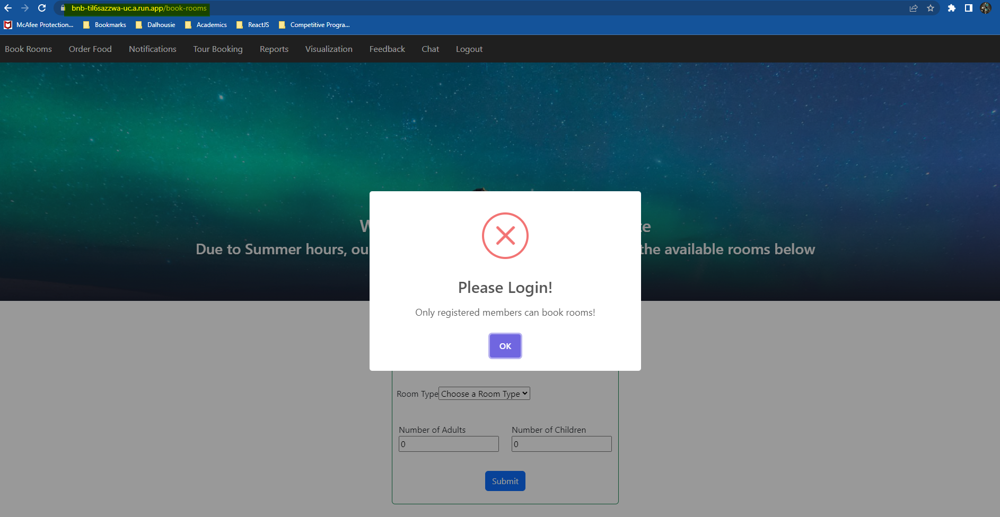 bnb-til6sazzwa-uc.a.run.app/book-rooms
McAfee Protection... Bookmarks Dalhousie Academics ReactJS Competitive Progra...
Book Rooms Order Food Notifications Tour Booking Reports Visualization Feedback Chat Logout
Due to Summer hours, the available rooms below
Please Login!
Only registered members can book rooms!
OK
Room Type Choose a Room Type
Number of Adults Number of Children
0 0
Submit